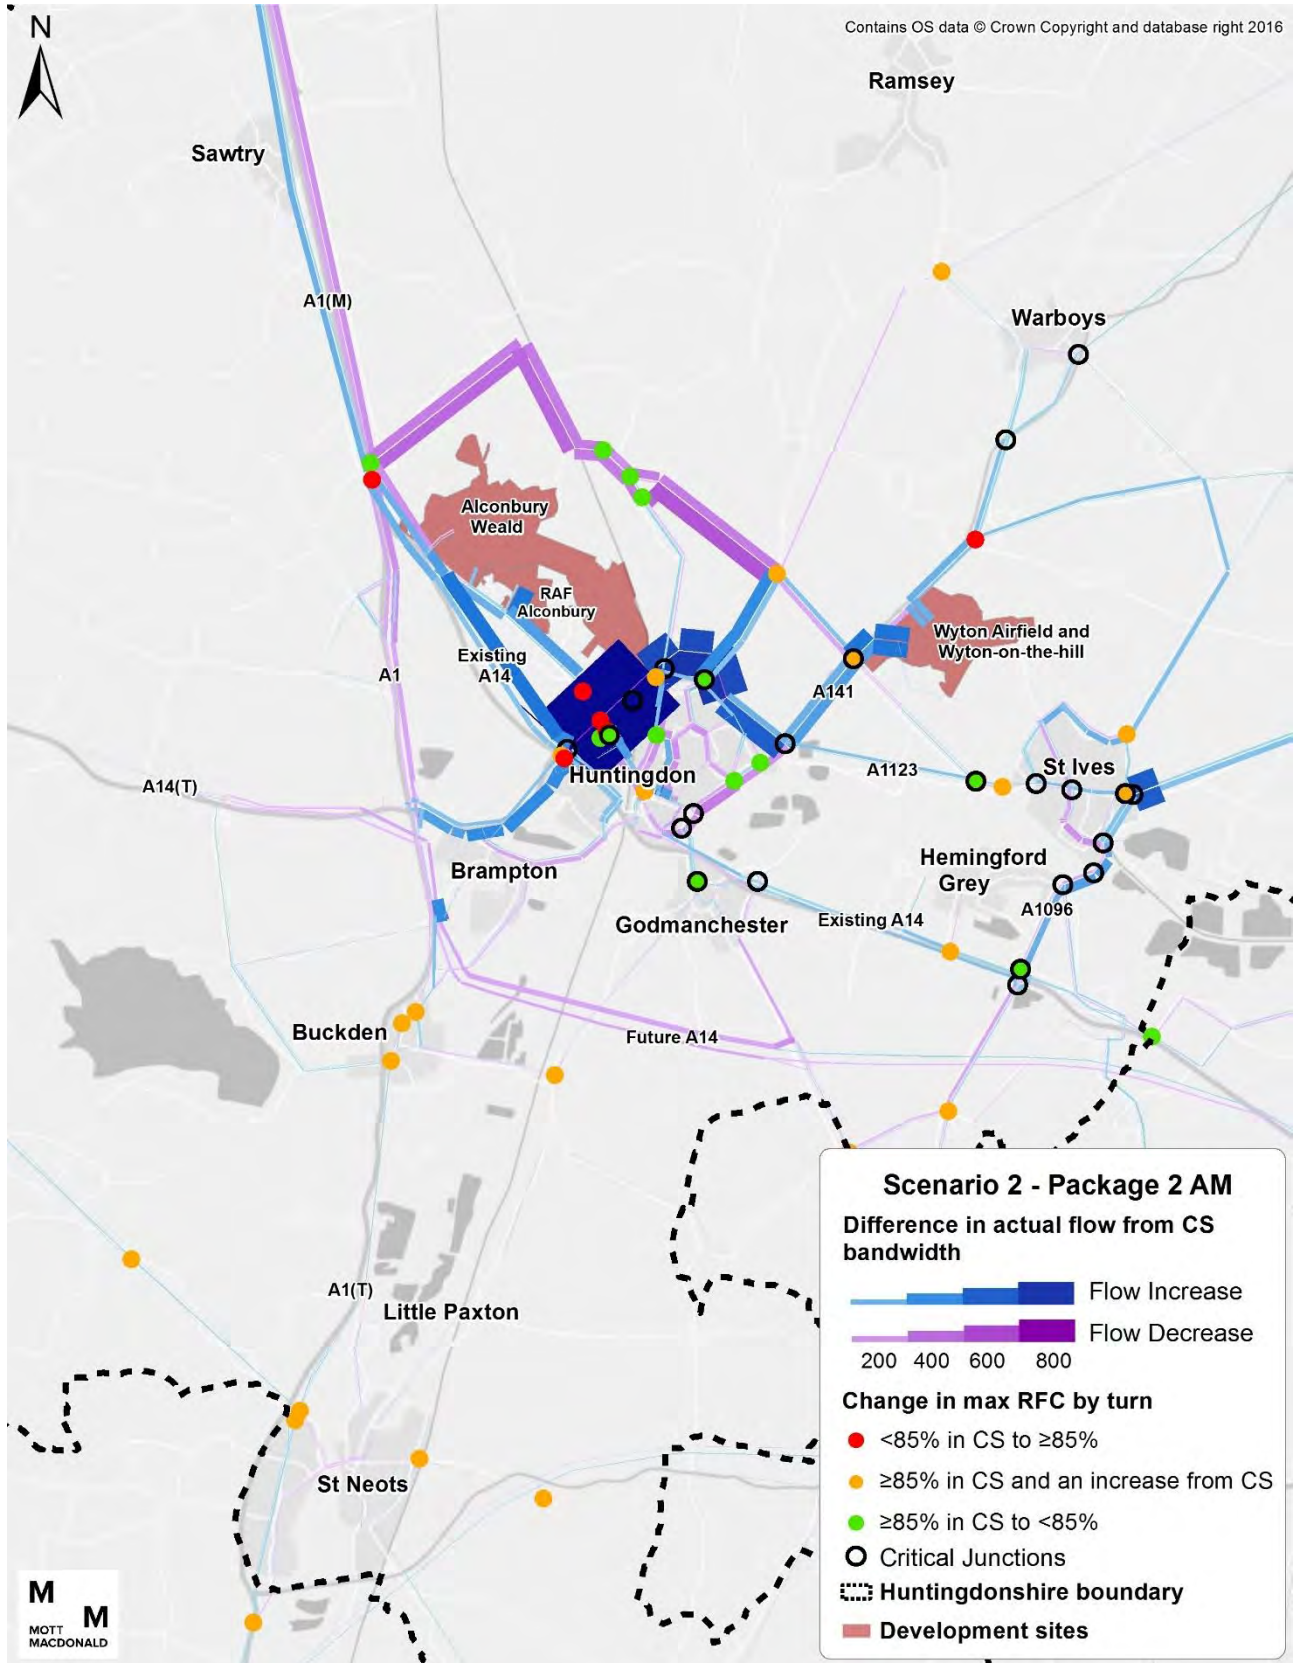 N
Contains OS data © Crown Copyright and database right 2016
Ramsey
Sawtry
A1(M)
Warboys
Alconbury
Weald
RAF
Alconbury
Wyton Airfield and
Wyton-on-the-hill
Existing
A14
A1
A141
A14(T)
Huntingdon
A1123
St Ives
Brampton
Hemingford
Grey
A1096
Godmanchester
Existing A14
Buckden
Future A14
A1(T)
Little Paxton
St Neots
Scenario 2 - Package 2 AM
Difference in actual flow from CS
bandwidth
Flow Increase
Flow Decrease
200 400 600 800
Change in max RFC by turn
<85% in CS to ≥85%
≥85% in CS and an increase from CS
≥85% in CS to <85%
Critical Junctions
Huntingdonshire boundary
Development sites
M
M
MOTT
MACDONALD